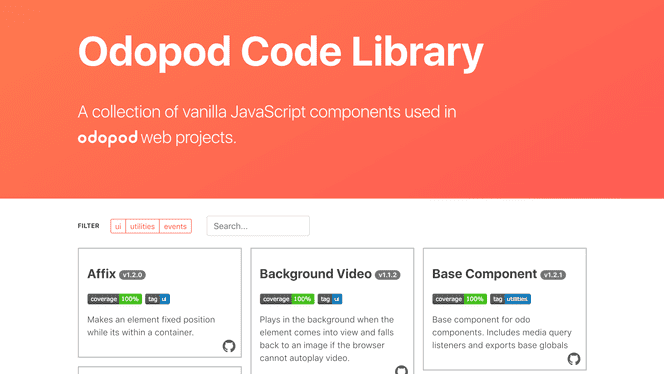 Odopod Code Library
A collection of vanilla JavaScript components used in
odopod web projects.
FILTER ui utilities events Search...
Affix v1.2.0
coverage 100% tag ui
Makes an element fixed position
while its within a container.
Background Video v1.1.2
coverage 100% tag ui
Plays in the background when the
element comes into view and falls
back to an image if the browser
cannot autoplay video.
Base Component v1.2.1
coverage 100% tag utilities
Base component for odo
components. Includes media query
listeners and exports base globals